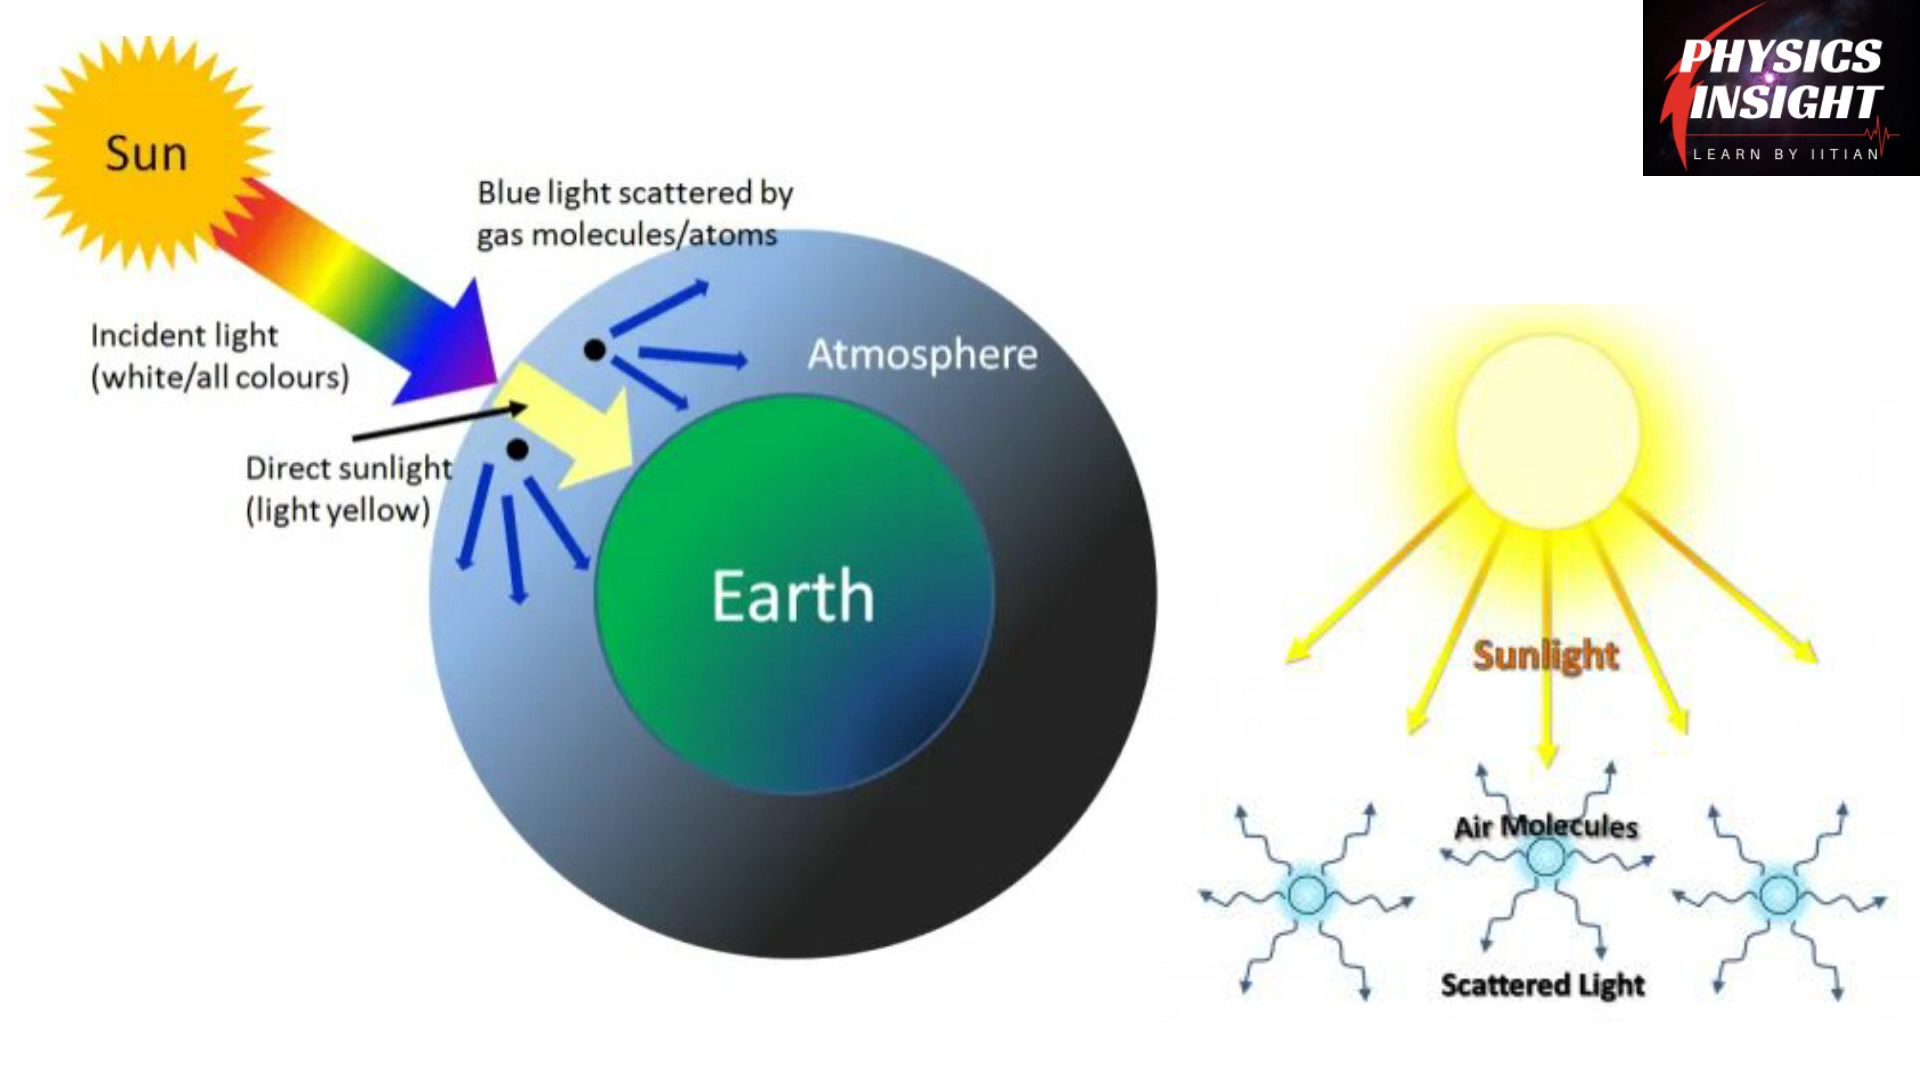 PHYSICS
INSIGHT
LEARN BY IITIAN
Sun
Blue light scattered by
gas molecules/atoms
Incident light
(white/all colours)
Atmosphere
Direct sunlight
(light yellow)
Earth
Sunlight
Air Molecules
Scattered Light